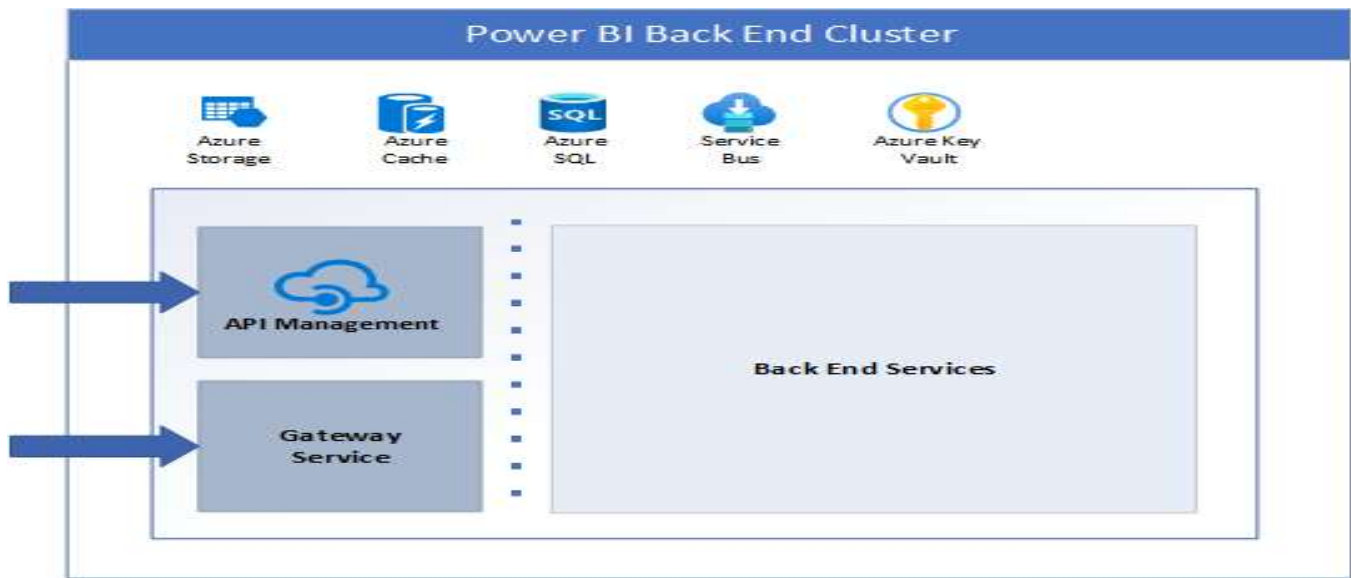 Power BI Back End Cluster
SQL
Azure
Storage
Azure
Cache
Azure
SQL
Service
Bus
Azure Key
Vault
API Management
Gateway
Service
Back End Services